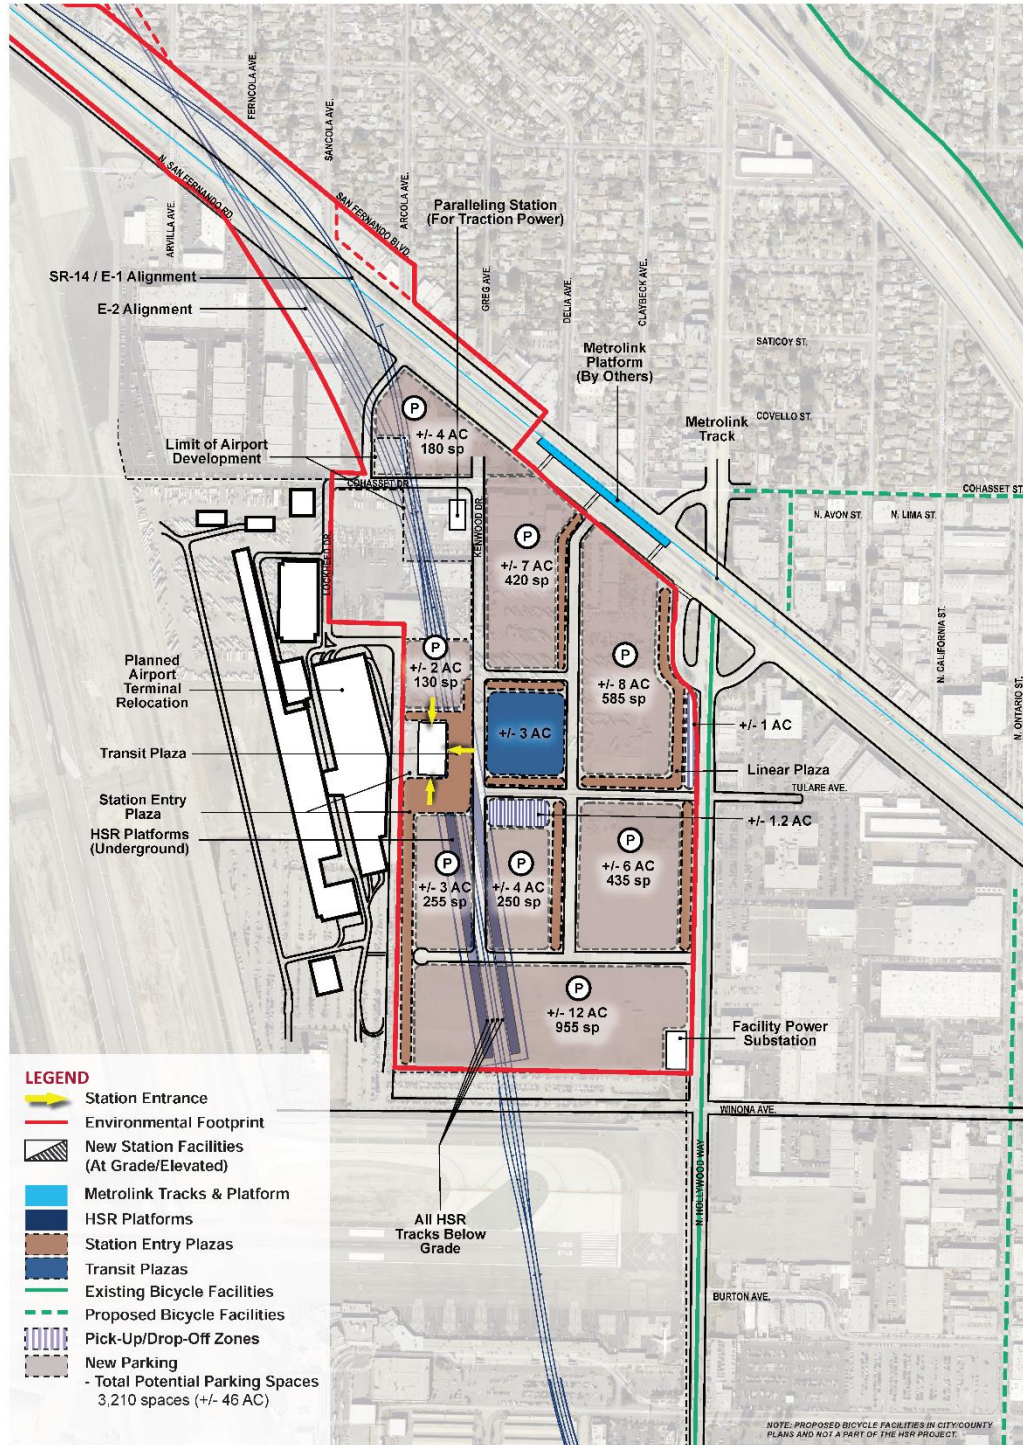 FERNCOLA AVE.
SANCOLA AVE.
ARCOLA AVE.
N. SAN FERNANDO RD.
ARVILLA AVE.
SAN FERNANDO BLVD.
Paralleling Station
(For Traction Power)
SR-14 / E-1 Alignment
E-2 Alignment
GREG AVE.
DELIA AVE.
CLAYBECK AVE.
SATICOY ST.
Metrolink
Platform
(By Others)
COVELLO ST.
Metrolink
Track
P
+/- 4 AC
180 sp
Limit of Airport
Development
COHASSET DR.
COHASSET ST.
KENWOOD DR.
N. AVON ST.
N. LIMA ST.
P
+/- 7 AC
420 sp
LOCKHEED DR.
N. CALIFORNIA ST.
N. ONTARIO ST.
P
+/- 2 AC
130 sp
P
+/- 8 AC
585 sp
Planned
Airport
Terminal
Relocation
+/- 1 AC
+/- 3 AC
Transit Plaza
Linear Plaza
TULARE AVE.
Station Entry
Plaza
+/- 1.2 AC
HSR Platforms
(Underground)
P
+/- 3 AC
255 sp
P
+/- 4 AC
250 sp
P
+/- 6 AC
435 sp
P
+/- 12 AC
955 sp
Facility Power
Substation
WINONA AVE.
N. HOLLYWOOD WAY
All HSR
Tracks Below
Grade
BURTON AVE.
LEGEND
Station Entrance
Environmental Footprint
New Station Facilities
(At Grade/Elevated)
Metrolink Tracks & Platform
HSR Platforms
Station Entry Plazas
Transit Plazas
Existing Bicycle Facilities
Proposed Bicycle Facilities
Pick-Up/Drop-Off Zones
New Parking
- Total Potential Parking Spaces
3,210 spaces (+/- 46 AC)
NOTE: PROPOSED BICYCLE FACILITIES IN CITY/COUNTY
PLANS AND NOT A PART OF THE HSR PROJECT.